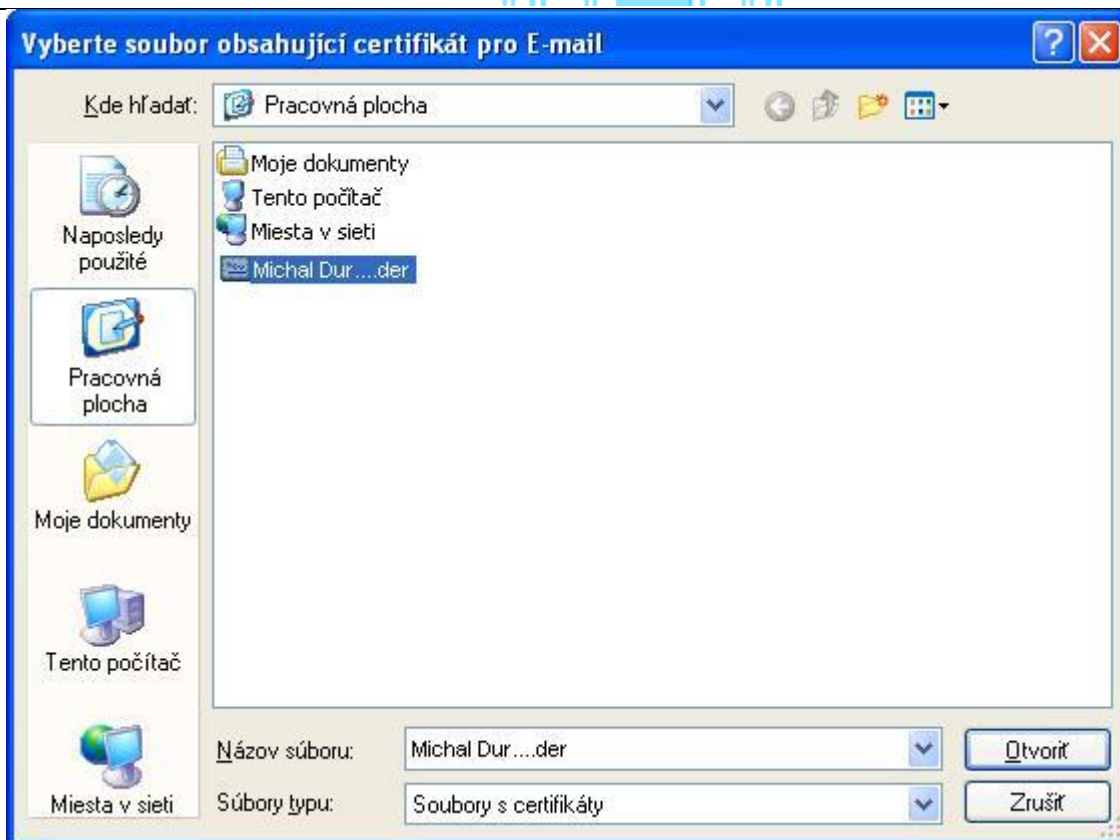 Vyberte soubor obsahující certifikát pro E-mail
Kde hľadať:
Pracovná plocha
Naposledy
použité
Pracovná
plocha
Moje dokumenty
Tento počítač
Miesta v sieti
Moje dokumenty
Tento počítač
Miesta v sieti
Michal Dur....der
Názov súboru:
Michal Dur....der
Otvoriť
Súbory typu:
Soubory s certifikáty
Zrušiť